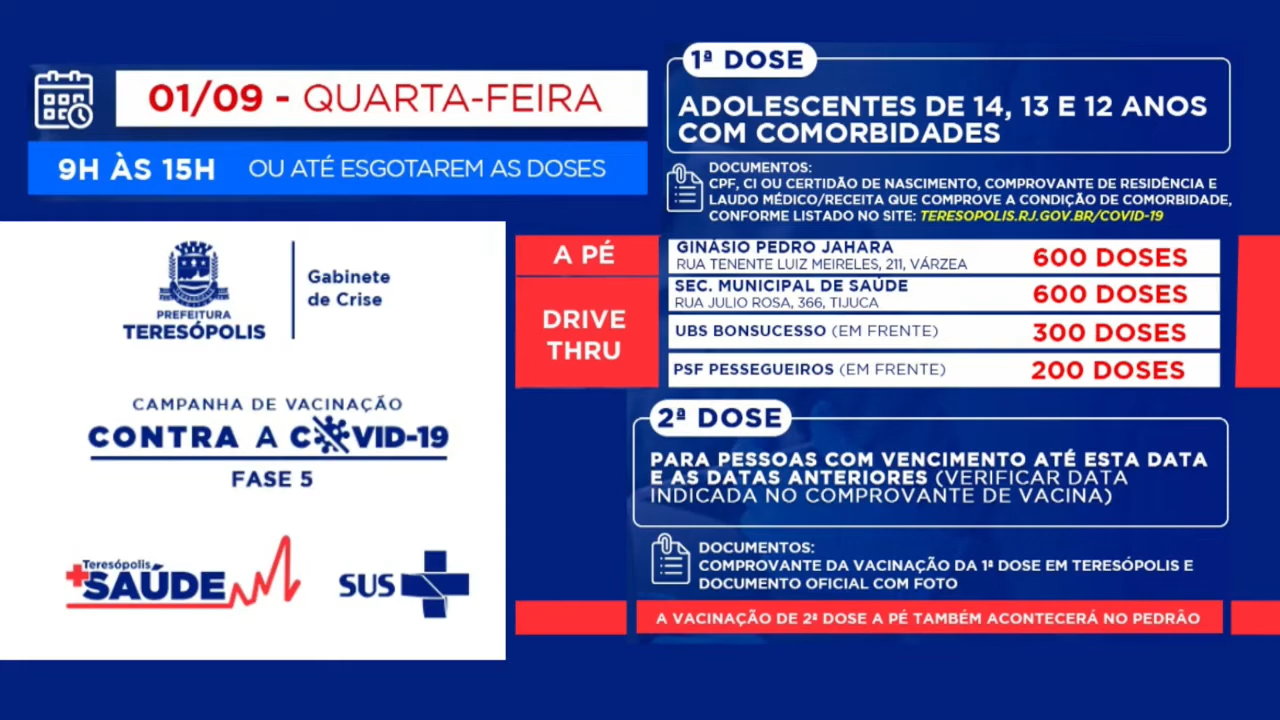 01/09 - QUARTA-FEIRA
9H ÀS 15H OU ATÉ ESGOTAREM AS DOSES
PREFEITURA
TERESÓPOLIS
Gabinete
de Crise
CAMPANHA DE VACINAÇÃO
CONTRA A COVID-19
FASE 5
Teresópolis
SAÚDE
SUS
1ª DOSE
ADOLESCENTES DE 14, 13 E 12 ANOS
COM COMORBIDADES
DOCUMENTOS:
CPF, CI OU CERTIDÃO DE NASCIMENTO, COMPROVANTE DE RESIDÊNCIA E
LAUDO MÉDICO/RECEITA QUE COMPROVE A CONDIÇÃO DE COMORBIDADE,
CONFORME LISTADO NO SITE: TERESOPOLIS.RJ.GOV.BR/COVID-19
A PÉ
GINÁSIO PEDRO JAHARA
RUA TENENTE LUIZ MEIRELES, 211, VÁRZEA
600 DOSES
DRIVE
THRU
SEC. MUNICIPAL DE SAÚDE
RUA JULIO ROSA, 366, TIJUCA
600 DOSES
UBS BONSUCESSO (EM FRENTE) 300 DOSES
PSF PESSEGUEIROS (EM FRENTE) 200 DOSES
2ª DOSE
PARA PESSOAS COM VENCIMENTO ATÉ ESTA DATA
E AS DATAS ANTERIORES (VERIFICAR DATA
INDICADA NO COMPROVANTE DE VACINA)
DOCUMENTOS:
COMPROVANTE DA VACINAÇÃO DA 1ª DOSE EM TERESÓPOLIS E
DOCUMENTO OFICIAL COM FOTO
A VACINAÇÃO DE 2ª DOSE A PÉ TAMBÉM ACONTECERÁ NO PEDRÃO